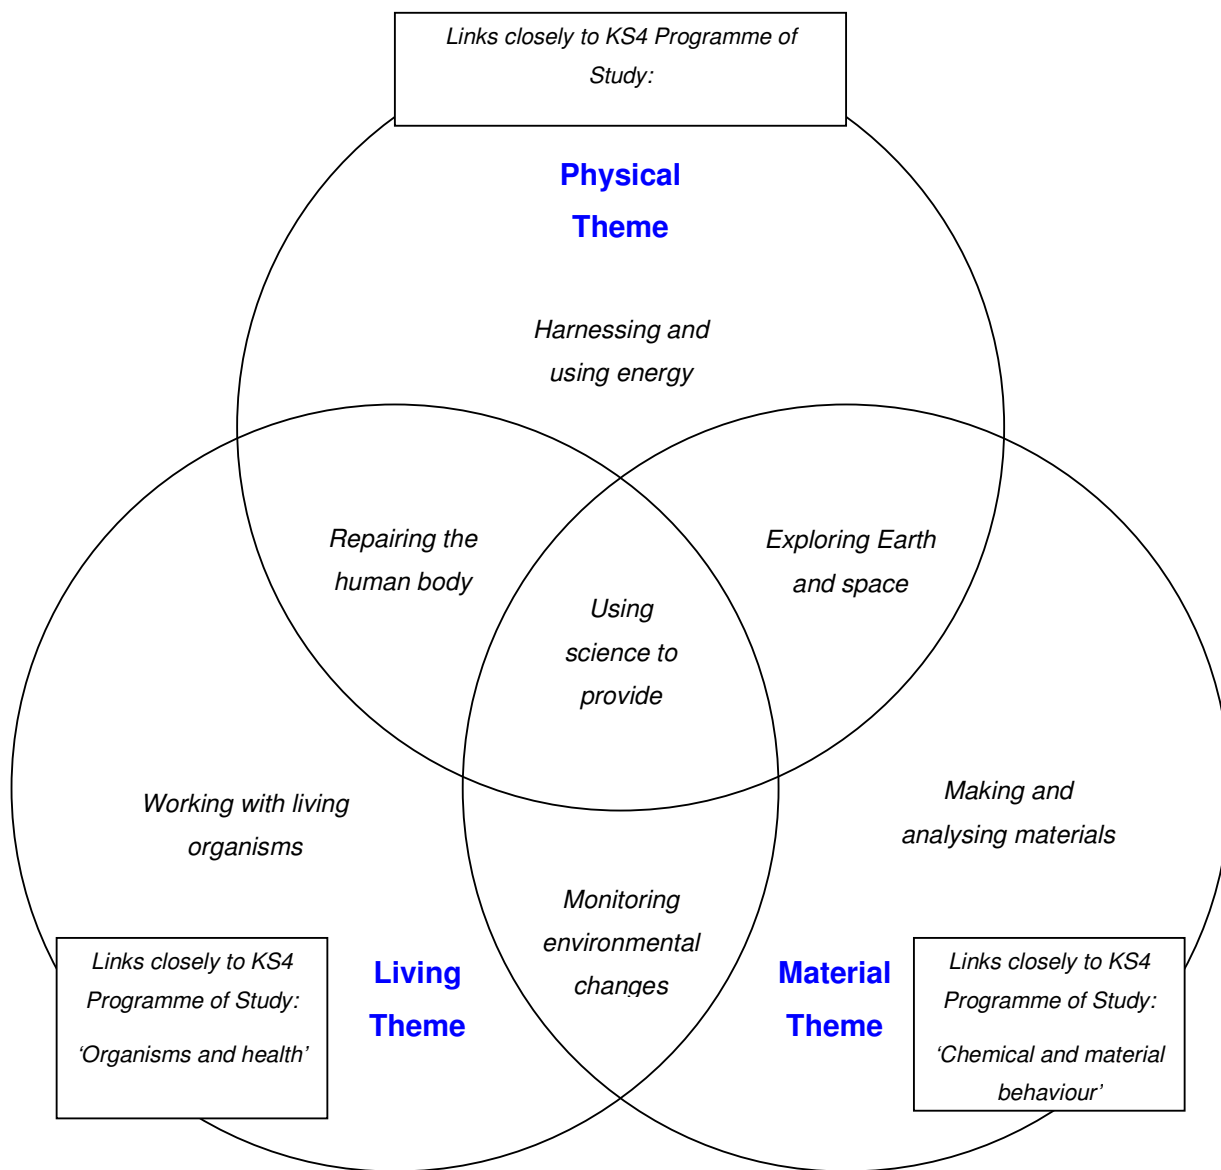 Links closely to KS4 Programme of
Study:
Physical
Theme
Harnessing and
using energy
Repairing the
human body
Exploring Earth
and space
Using
science to
provide
Working with living
organisms
Making and
analysing materials
Monitoring
environmental
changes
Links closely to KS4
Programme of Study:
‘Organisms and health’
Living
Theme
Material
Theme
Links closely to KS4
Programme of Study:
‘Chemical and material
behaviour’